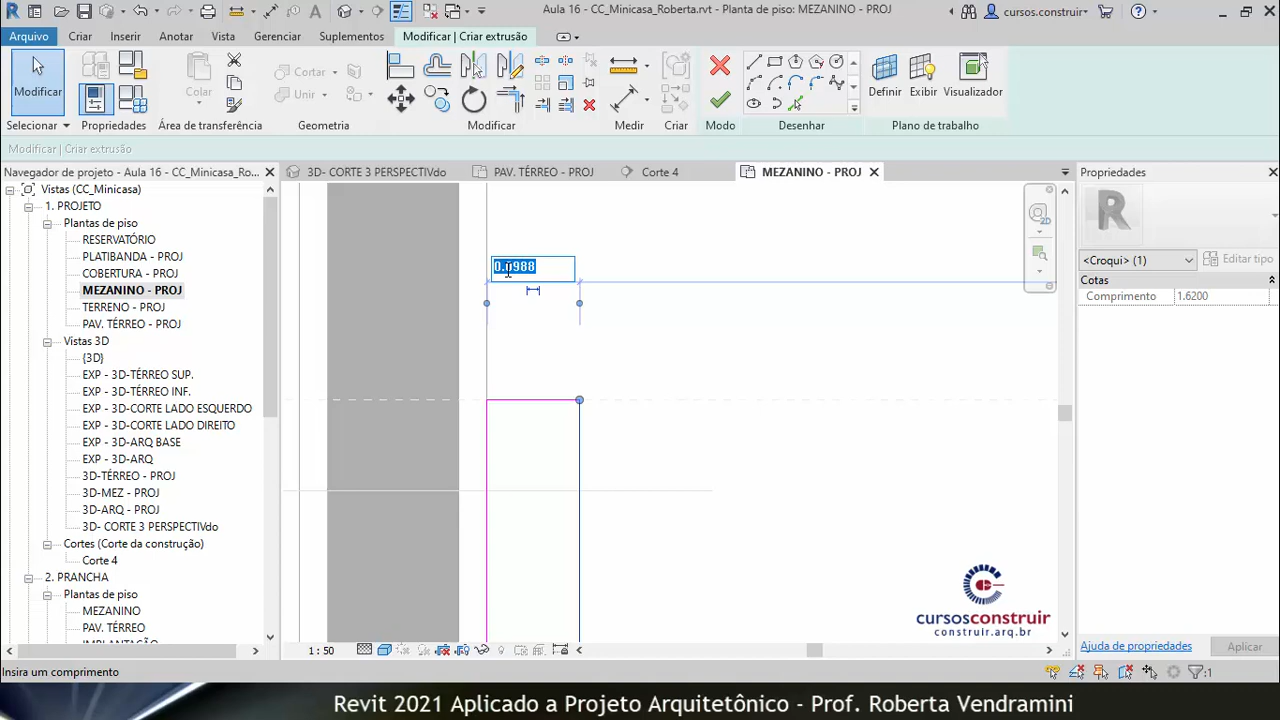 Aula 16 - CC_Minicasa_Roberta.rvt - Planta de piso: MEZANINO - PROJ
cursos.construir
Arquivo
Criar
Inserir
Anotar
Vista
Gerenciar
Suplementos
Modificar | Criar extrusão
Modificar
Colar
Cortar
Unir
Definir
Exibir
Visualizador
Selecionar
Propriedades
Área de transferência
Geometria
Modificar
Medir
Criar
Modo
Desenhar
Plano de trabalho
Modificar | Criar extrusão
Navegador de projeto - Aula 16 - CC_Minicasa_Ro...
3D- CORTE 3 PERSPECTIVdo
PAV. TÉRREO - PROJ
Corte 4
MEZANINO - PROJ
Propriedades
Vistas (CC_Minicasa)
1. PROJETO
Plantas de piso
RESERVATÓRIO
PLATIBANDA - PROJ
COBERTURA - PROJ
MEZANINO - PROJ
TERRENO - PROJ
PAV. TÉRREO - PROJ
Vistas 3D
{3D}
EXP - 3D-TÉRREO SUP.
EXP - 3D-TÉRREO INF.
EXP - 3D-CORTE LADO ESQUERDO
EXP - 3D-CORTE LADO DIREITO
EXP - 3D-ARQ BASE
EXP - 3D-ARQ
3D-TÉRREO - PROJ
3D-MEZ - PROJ
3D-ARQ - PROJ
3D- CORTE 3 PERSPECTIVdo
Cortes (Corte da construção)
Corte 4
2. PRANCHA
Plantas de piso
MEZANINO
PAV. TÉRREO
2D
<Croqui> (1)
Editar tipo
Cotas
Comprimento
1.6200
cursosconstruir
construir.arq.br
1 : 50
Ajuda de propriedades
Aplicar
Insira um comprimento
:1
Revit 2021 Aplicado a Projeto Arquitetônico - Prof. Roberta Vendramini